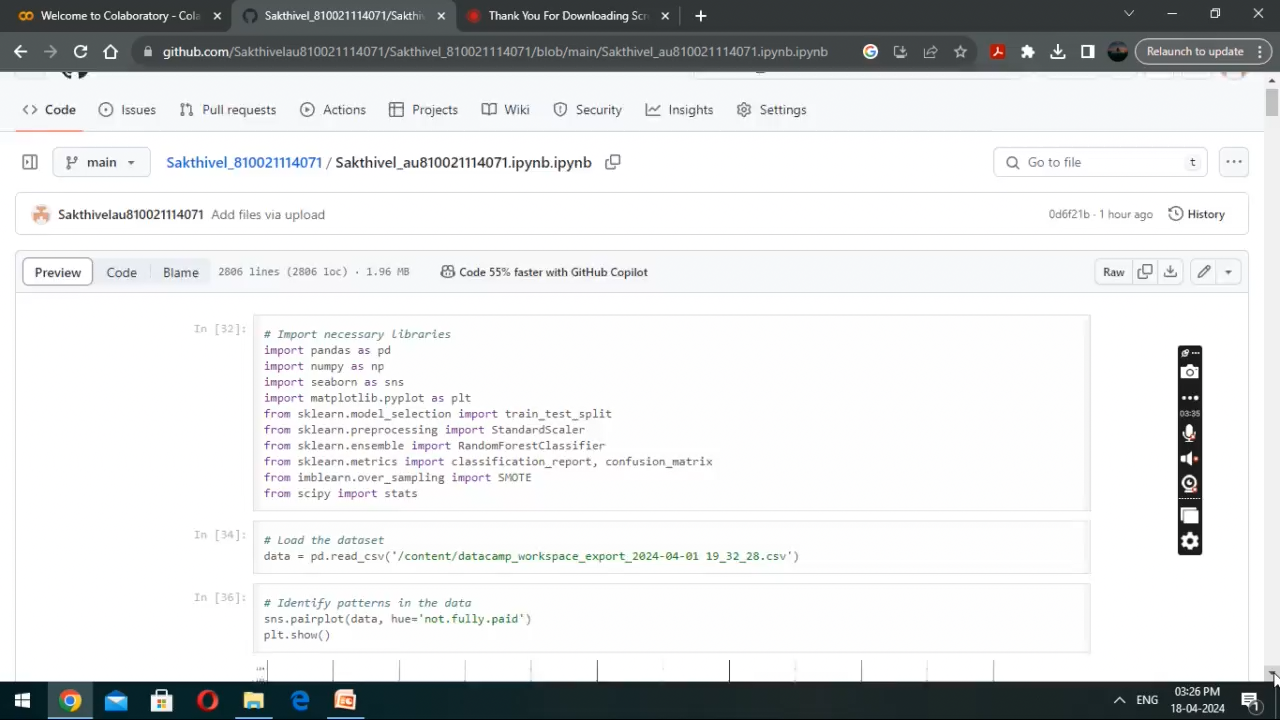 Welcome to Colaboratory - Cola
Sakthivel_810021114071/Sakthiv
Thank You For Downloading Scr
github.com/Sakthivelau810021114071/Sakthivel_810021114071/blob/main/Sakthivel_au810021114071.ipynb.ipynb
Relaunch to update
Code Issues Pull requests Actions Projects Wiki Security Insights Settings
main
Sakthivel_810021114071 / Sakthivel_au810021114071.ipynb.ipynb
Go to file
t
Sakthivelau810021114071 Add files via upload
0d6f21b · 1 hour ago
History
Preview Code Blame
2806 lines (2806 loc) · 1.96 MB
Code 55% faster with GitHub Copilot
Raw
In [32]:
# Import necessary libraries
import pandas as pd
import numpy as np
import seaborn as sns
import matplotlib.pyplot as plt
from sklearn.model_selection import train_test_split
from sklearn.preprocessing import StandardScaler
from sklearn.ensemble import RandomForestClassifier
from sklearn.metrics import classification_report, confusion_matrix
from imblearn.over_sampling import SMOTE
from scipy import stats
03:35
In [34]:
# Load the dataset
data = pd.read_csv('/content/datacamp_workspace_export_2024-04-01 19_32_28.csv')
In [36]:
# Identify patterns in the data
sns.pairplot(data, hue='not.fully.paid')
plt.show()
ENG
03:26 PM
18-04-2024
1